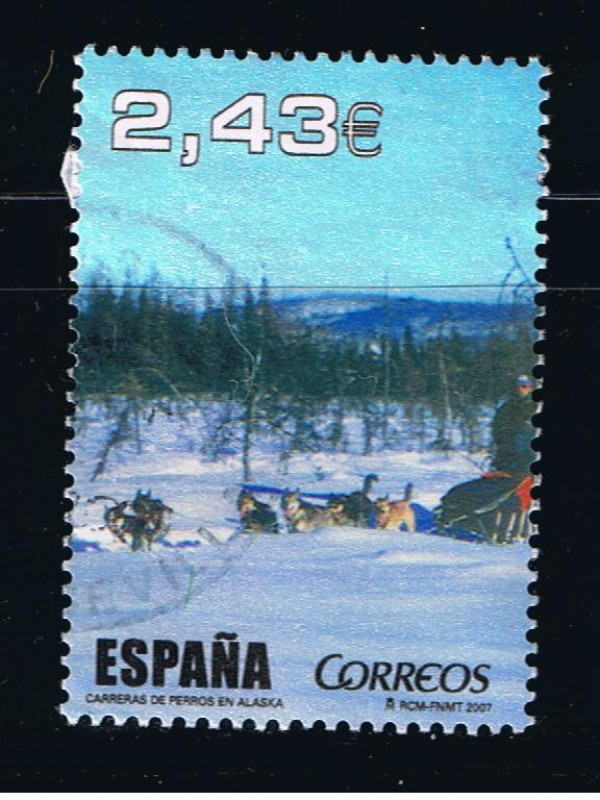 2,43€
ESPAÑA
CORREOS
CARRERAS DE PERROS EN ALASKA
RCM-FNMT 2007